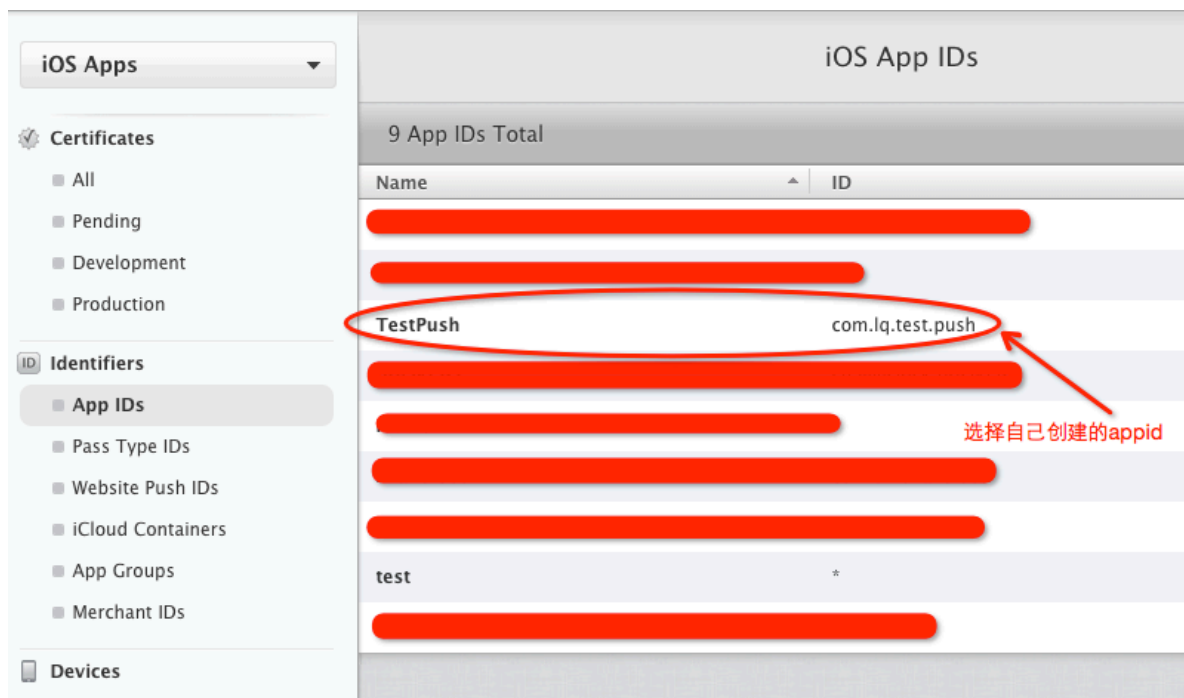 iOS Apps
Certificates
All
Pending
Development
Production
ID Identifiers
App IDs
Pass Type IDs
Website Push IDs
iCloud Containers
App Groups
Merchant IDs
Devices
iOS App IDs
9 App IDs Total
Name ID
TestPush com.lq.test.push
选择自己创建的appid
test *